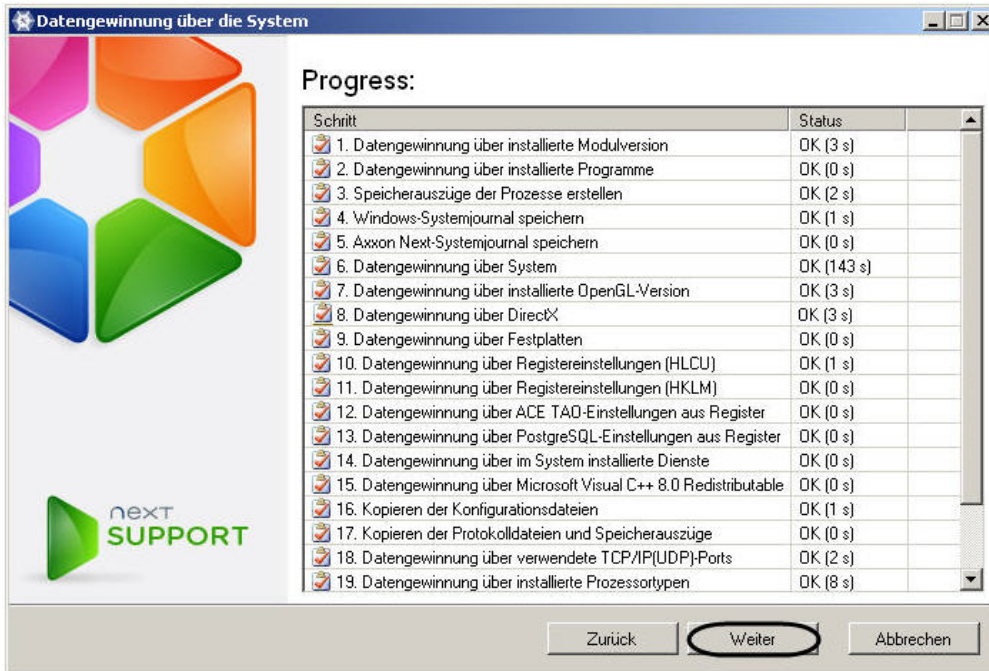 Datengewinnung über die System
Progress:
Schritt Status
1. Datengewinnung über installierte Modulversion OK (3 s)
2. Datengewinnung über installierte Programme OK (0 s)
3. Speicherauszüge der Prozesse erstellen OK (2 s)
4. Windows-Systemjournal speichern OK (1 s)
5. Axxon Next-Systemjournal speichern OK (0 s)
6. Datengewinnung über System OK (143 s)
7. Datengewinnung über installierte OpenGL-Version OK (3 s)
8. Datengewinnung über DirectX OK (3 s)
9. Datengewinnung über Festplatten OK (0 s)
10. Datengewinnung über Registereinstellungen (HLCU) OK (1 s)
11. Datengewinnung über Registereinstellungen (HKLM) OK (0 s)
12. Datengewinnung über ACE TAO-Einstellungen aus Register OK (0 s)
13. Datengewinnung über PostgreSQL-Einstellungen aus Register OK (0 s)
14. Datengewinnung über im System installierte Dienste OK (0 s)
15. Datengewinnung über Microsoft Visual C++ 8.0 Redistributable OK (0 s)
16. Kopieren der Konfigurationsdateien OK (1 s)
17. Kopieren der Protokolldateien und Speicherauszüge OK (0 s)
18. Datengewinnung über verwendete TCP/IP(UDP)-Ports OK (2 s)
19. Datengewinnung über installierte Prozessortypen OK (8 s)
next
SUPPORT
Zurück Weiter Abbrechen